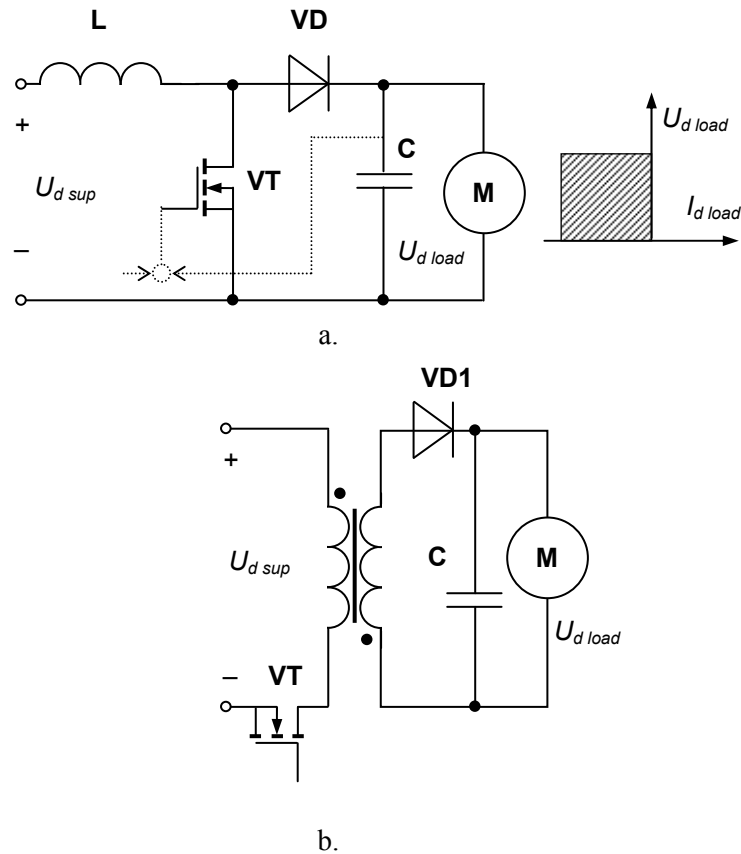 L VD
+
U_d sup
VT
C
M
−
U_d load
U_d load
I_d load
a.
VD1
+
U_d sup
C
M
U_d load
− VT
b.